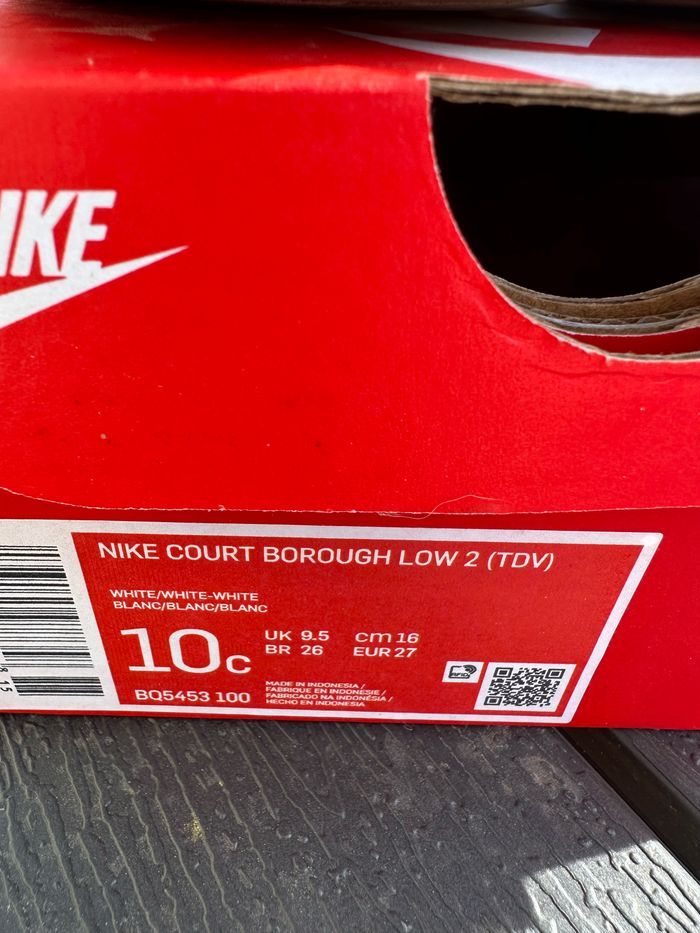 IKE
NIKE COURT BOROUGH LOW 2 (TDV)
WHITE/WHITE-WHITE
BLANC/BLANC/BLANC
10C
UK 9.5 cm 16
BR 26 EUR 27
BQ5453 100
MADE IN INDONESIA /
FABRIQUE EN INDONESIE /
FABRICADO NA INDONÉSIA /
HECHO EN INDONESIA
RFID